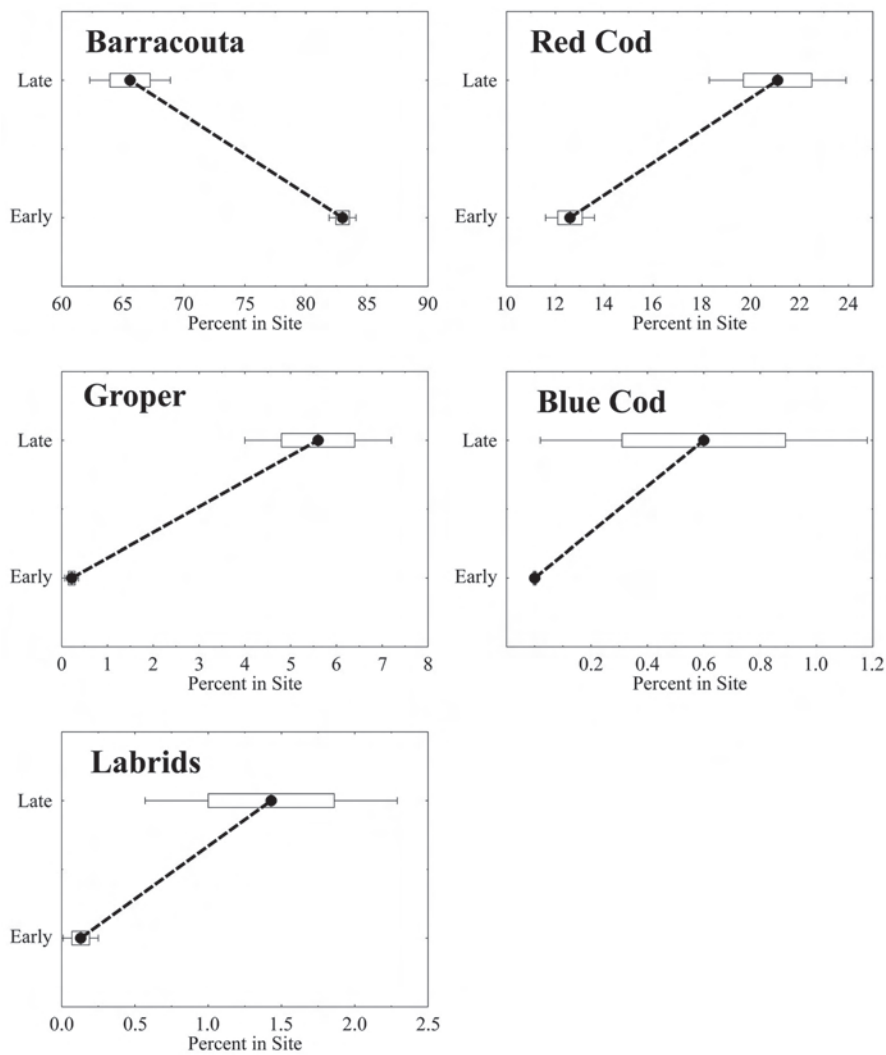 Barracouta
Late
Early
60 65 70 75 80 85 90
Percent in Site
Red Cod
10 12 14 16 18 20 22 24
Percent in Site
Groper
Late
Early
0 1 2 3 4 5 6 7 8
Percent in Site
Blue Cod
Late
Early
0.2 0.4 0.6 0.8 1.0 1.2
Percent in Site
Labrids
Late
Early
0.0 0.5 1.0 1.5 2.0 2.5
Percent in Site